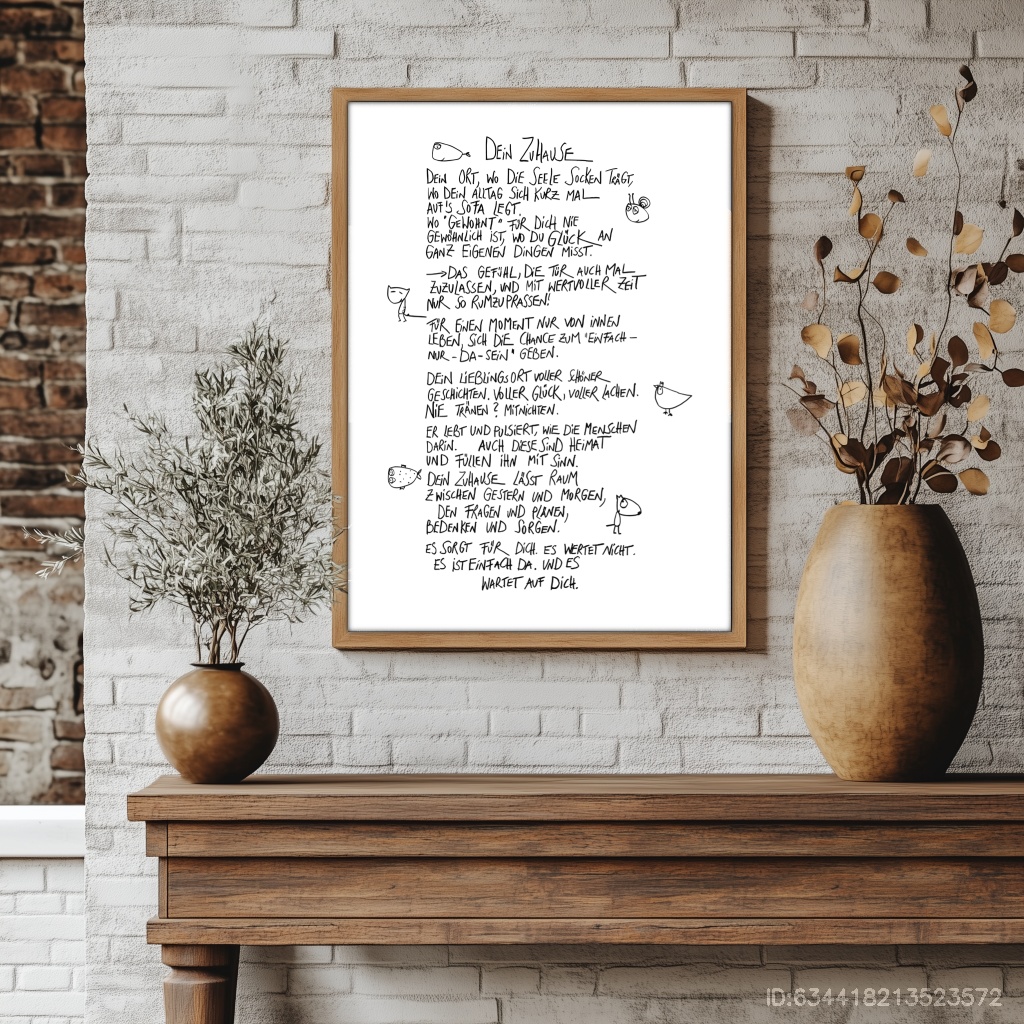 DEIN ZUHAUSE
DEIN ORT, WO DIE SEELE SOCKEN TRÄGT,
WO DEIN ALLTAG SICH KURZ MAL
AUF'S SOFA LEGT.
WO "GEWOHNT" FÜR DICH NIE
GEWÖHNLICH IST, WO DU GLÜCK AN
GANZ EIGENEN DINGEN MISST.
→DAS GEFÜHL, DIE TÜR AUCH MAL
ZUZULASSEN, UND MIT WERTVOLLER ZEIT
NUR SO RUMZUPRASSEN!
FÜR EINEN MOMENT NUR VON INNEN
LEBEN, SICH DIE CHANCE ZUM "EINFACH-
NUR-DA-SEIN" GEBEN.
DEIN LIEBLINGSORT VOLLER SCHÖNER
GESCHICHTEN. VOLLER GLÜCK, VOLLER LACHEN.
NIE TRÄNEN? MITNICHTEN.
ER LEBT UND PULSIERT, WIE DIE MENSCHEN
DARIN. AUCH DIESE SIND HEIMAT
UND FÜLLEN IHN MIT SINN.
DEIN ZUHAUSE LÄSST RAUM
ZWISCHEN GESTERN UND MORGEN,
DEN FRAGEN UND PLÄNEN,
BEDENKEN UND SORGEN.
ES SORGT FÜR DICH. ES WERTET NICHT.
ES IST EINFACH DA. UND ES
WARTET AUF DICH.
ID:634418213523572